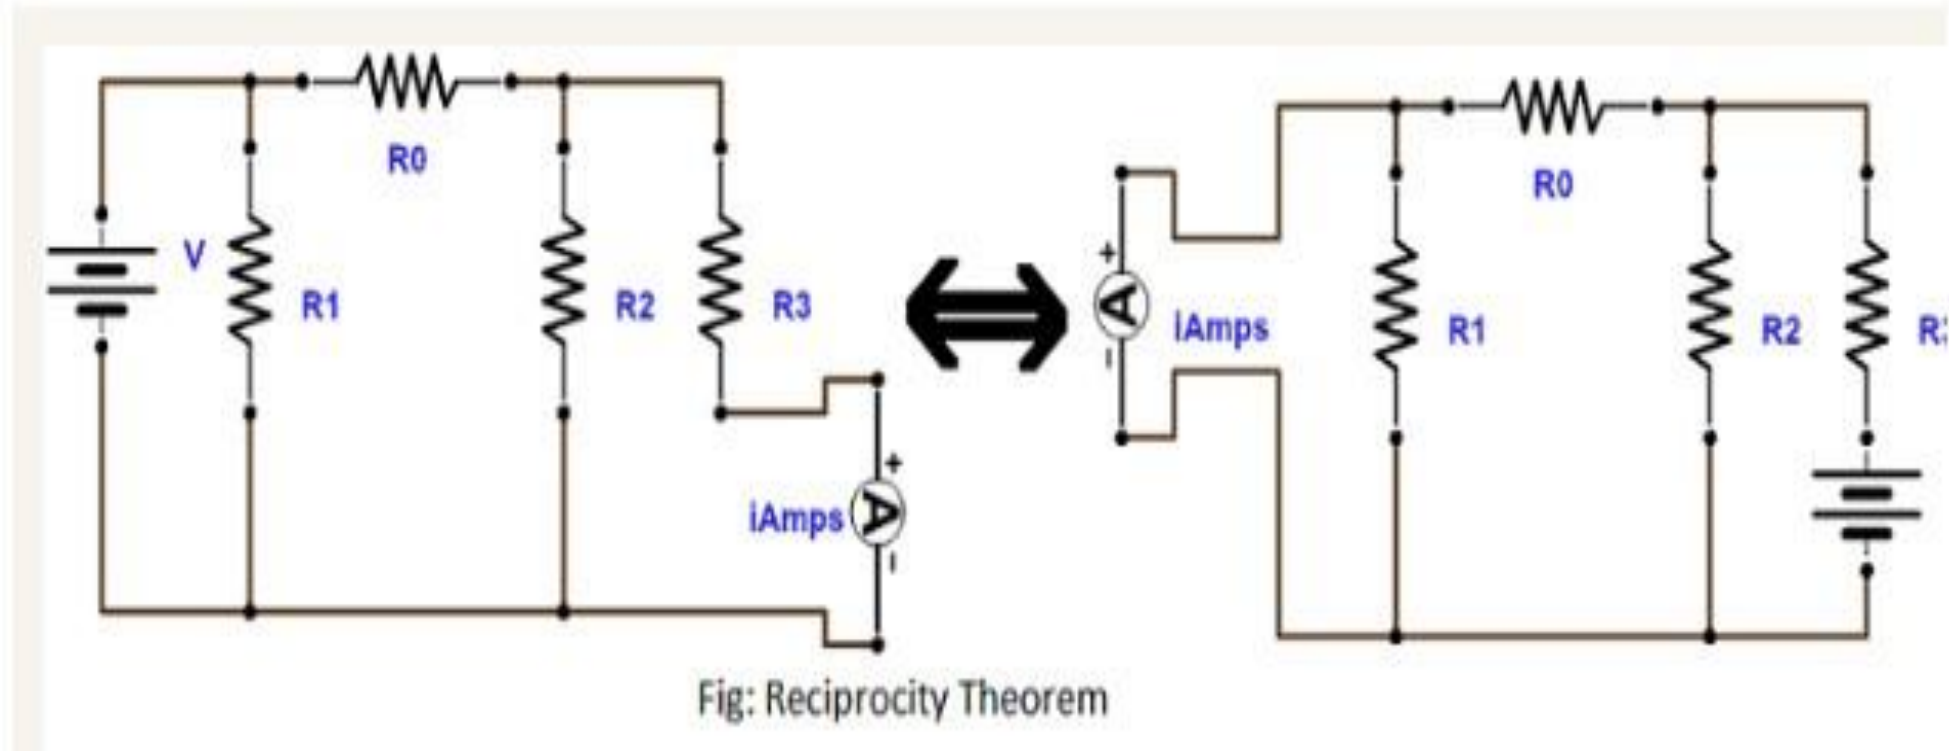 R0
V
R1
R2
R3
+
iAmps
A
-
+
A
-
iAmps
R0
R1
R2
Fig: Reciprocity Theorem